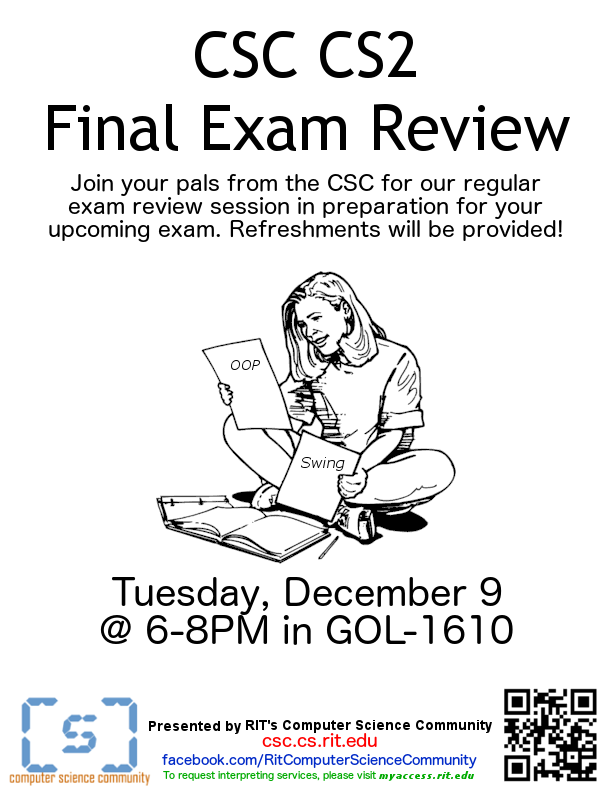 CSC CS2
Final Exam Review
Join your pals from the CSC for our regular
exam review session in preparation for your
upcoming exam. Refreshments will be provided!
OOP
Swing
Tuesday, December 9
@ 6-8PM in GOL-1610
[s]
computer science community
Presented by RIT's Computer Science Community
csc.cs.rit.edu
facebook.com/RitComputerScienceCommunity
To request interpreting services, please visit myaccess.rit.edu